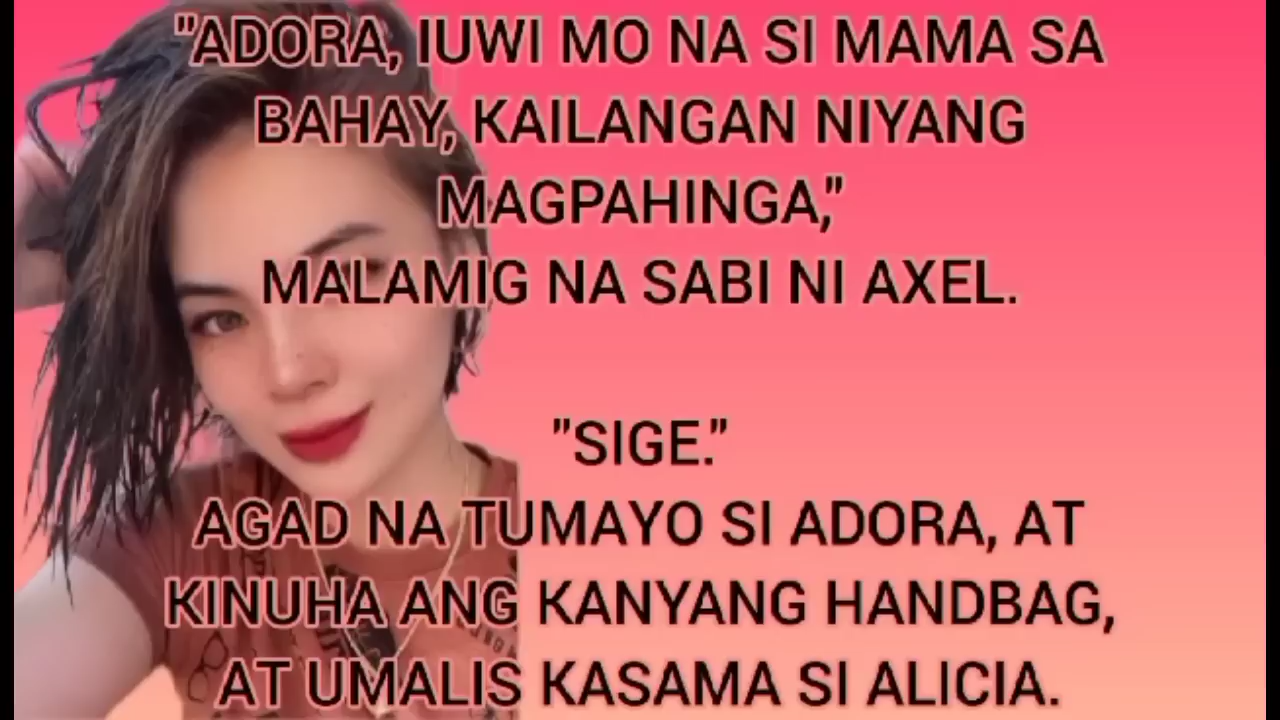 "ADORA, IUWI MO NA SI MAMA SA
BAHAY, KAILANGAN NIYANG
MAGPAHINGA,"
MALAMIG NA SABI NI AXEL.
"SIGE."
AGAD NA TUMAYO SI ADORA, AT
KINUHA ANG KANYANG HANDBAG,
AT UMALIS KASAMA SI ALICIA.